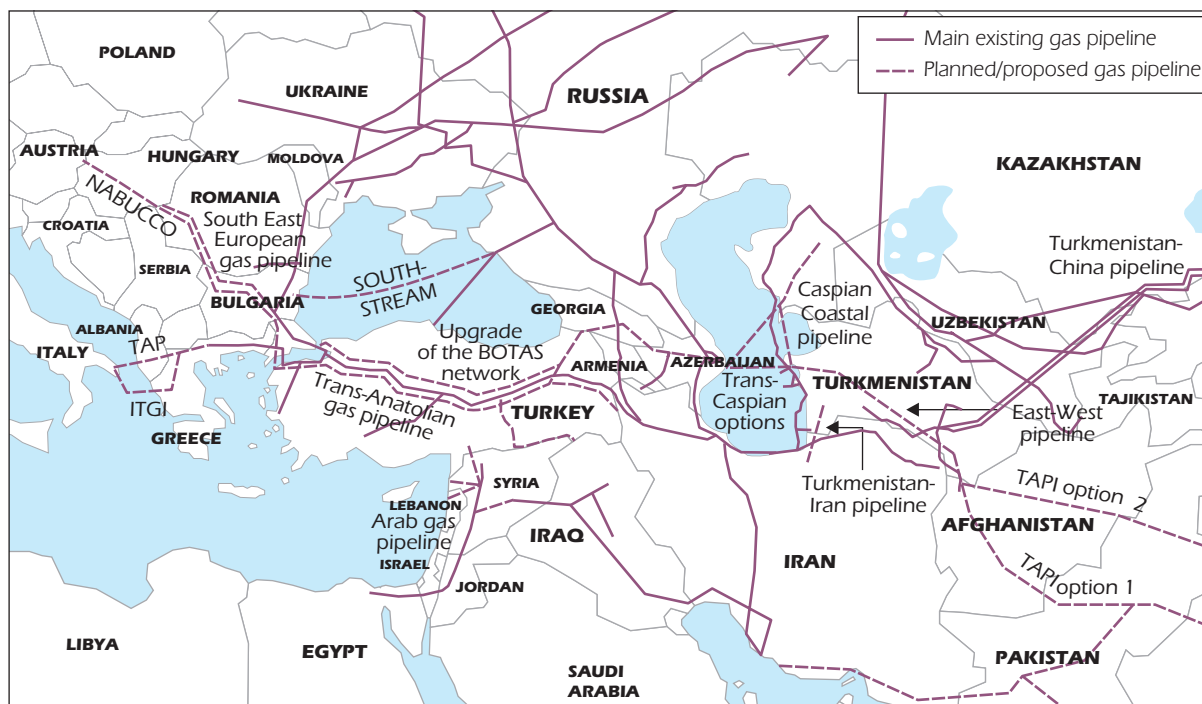 Main existing gas pipeline
Planned/proposed gas pipeline
POLAND
UKRAINE
RUSSIA
KAZAKHSTAN
AUSTRIA
HUNGARY
MOLDOVA
ROMANIA
NABUCCO
South East
European
gas pipeline
CROATIA
SERBIA
BULGARIA
SOUTH-
STREAM
GEORGIA
Caspian
Coastal
pipeline
Turkmenistan-
China pipeline
UZBEKISTAN
ALBANIA
TAP
ITALY
ITGI
GREECE
Upgrade
of the BOTAS
network
ARMENIA
AZERBAIJAN
Trans-
Caspian
options
TURKMENISTAN
TAJIKISTAN
East-West
pipeline
Trans-Anatolian
gas pipeline
TURKEY
Turkmenistan-
Iran pipeline
SYRIA
LEBANON
Arab gas
pipeline
ISRAEL
IRAQ
JORDAN
IRAN
AFGHANISTAN
TAPI option 2
TAPI option 1
PAKISTAN
LIBYA
EGYPT
SAUDI
ARABIA